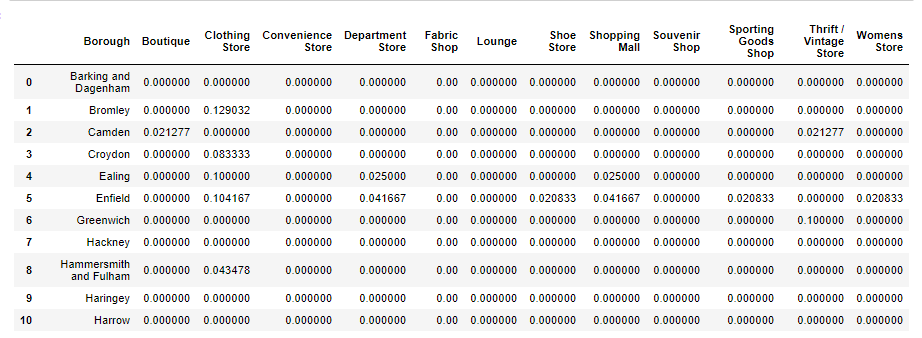 Borough Boutique Clothing Store Convenience Store Department Store Fabric Shop Lounge Shoe Store Shopping Mall Souvenir Shop Sporting Goods Shop Thrift / Vintage Store Womens Store
0 Barking and Dagenham 0.000000 0.000000 0.000000 0.000000 0.00 0.000000 0.000000 0.000000 0.000000 0.000000 0.000000 0.000000
1 Bromley 0.000000 0.129032 0.000000 0.000000 0.00 0.000000 0.000000 0.000000 0.000000 0.000000 0.000000 0.000000
2 Camden 0.021277 0.000000 0.000000 0.000000 0.00 0.000000 0.000000 0.000000 0.000000 0.000000 0.021277 0.000000
3 Croydon 0.000000 0.083333 0.000000 0.000000 0.00 0.000000 0.000000 0.000000 0.000000 0.000000 0.000000 0.000000
4 Ealing 0.000000 0.100000 0.000000 0.025000 0.00 0.000000 0.000000 0.025000 0.000000 0.000000 0.000000 0.000000
5 Enfield 0.000000 0.104167 0.000000 0.041667 0.00 0.000000 0.020833 0.041667 0.000000 0.020833 0.000000 0.020833
6 Greenwich 0.000000 0.000000 0.000000 0.000000 0.00 0.000000 0.000000 0.000000 0.000000 0.000000 0.100000 0.000000
7 Hackney 0.000000 0.000000 0.000000 0.000000 0.00 0.000000 0.000000 0.000000 0.000000 0.000000 0.000000 0.000000
8 Hammersmith and Fulham 0.000000 0.043478 0.000000 0.000000 0.00 0.000000 0.000000 0.000000 0.000000 0.000000 0.000000 0.000000
9 Haringey 0.000000 0.000000 0.000000 0.000000 0.00 0.000000 0.000000 0.000000 0.000000 0.000000 0.000000 0.000000
10 Harrow 0.000000 0.000000 0.000000 0.000000 0.00 0.000000 0.000000 0.000000 0.000000 0.000000 0.000000 0.000000